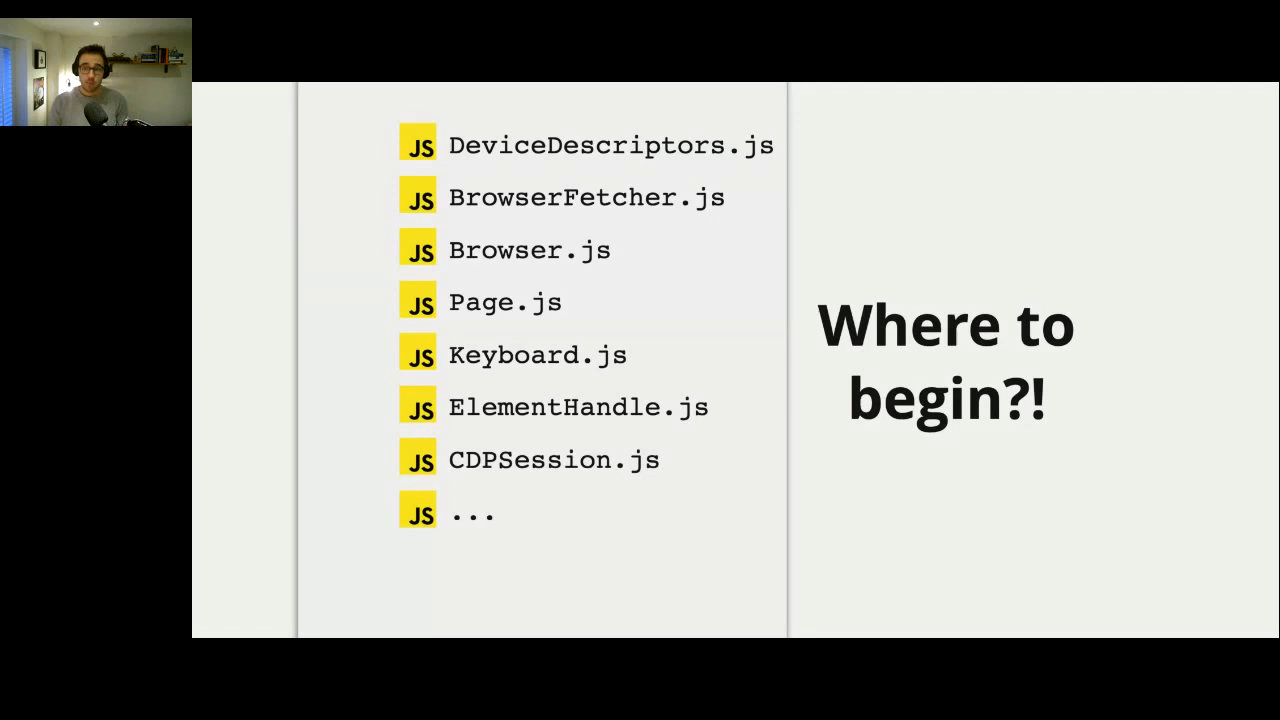 JS DeviceDescriptors.js
JS BrowserFetcher.js
JS Browser.js
JS Page.js
JS Keyboard.js
JS ElementHandle.js
JS CDPSession.js
JS ...
Where to
begin?!